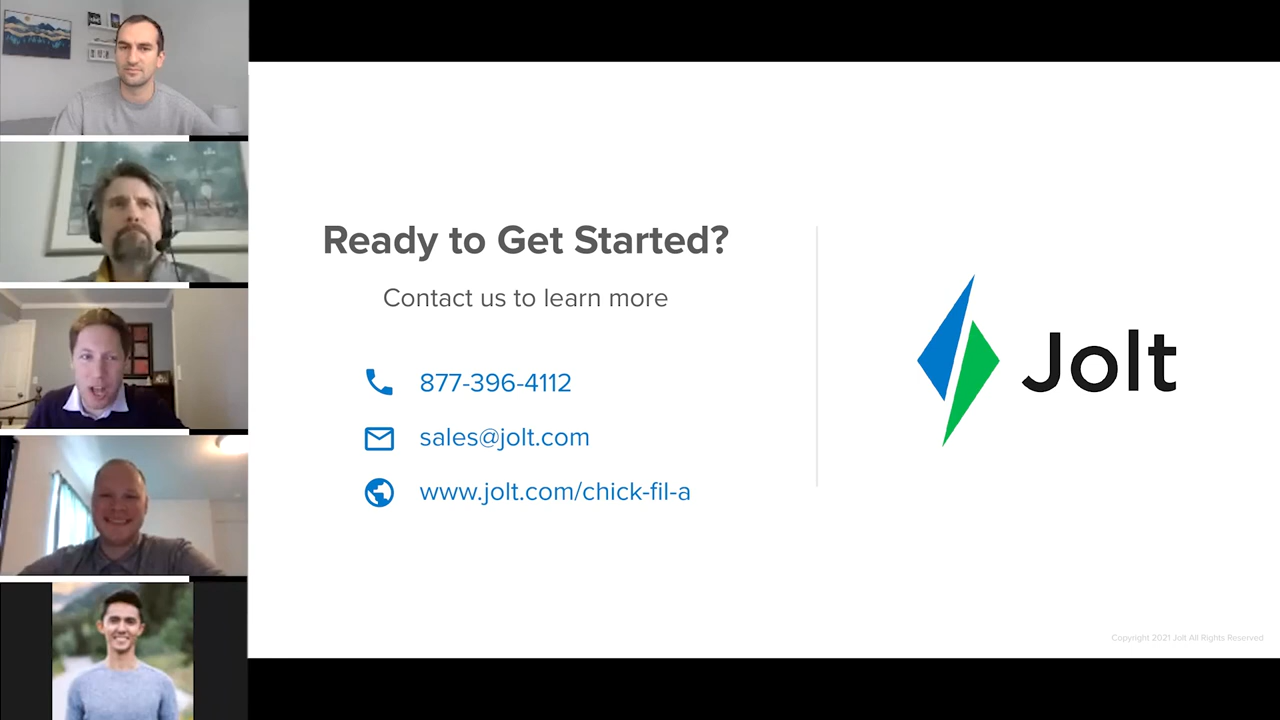 Ready to Get Started?
Contact us to learn more
877-396-4112
sales@jolt.com
www.jolt.com/chick-fil-a
Jolt
Copyright 2021 Jolt All Rights Reserved